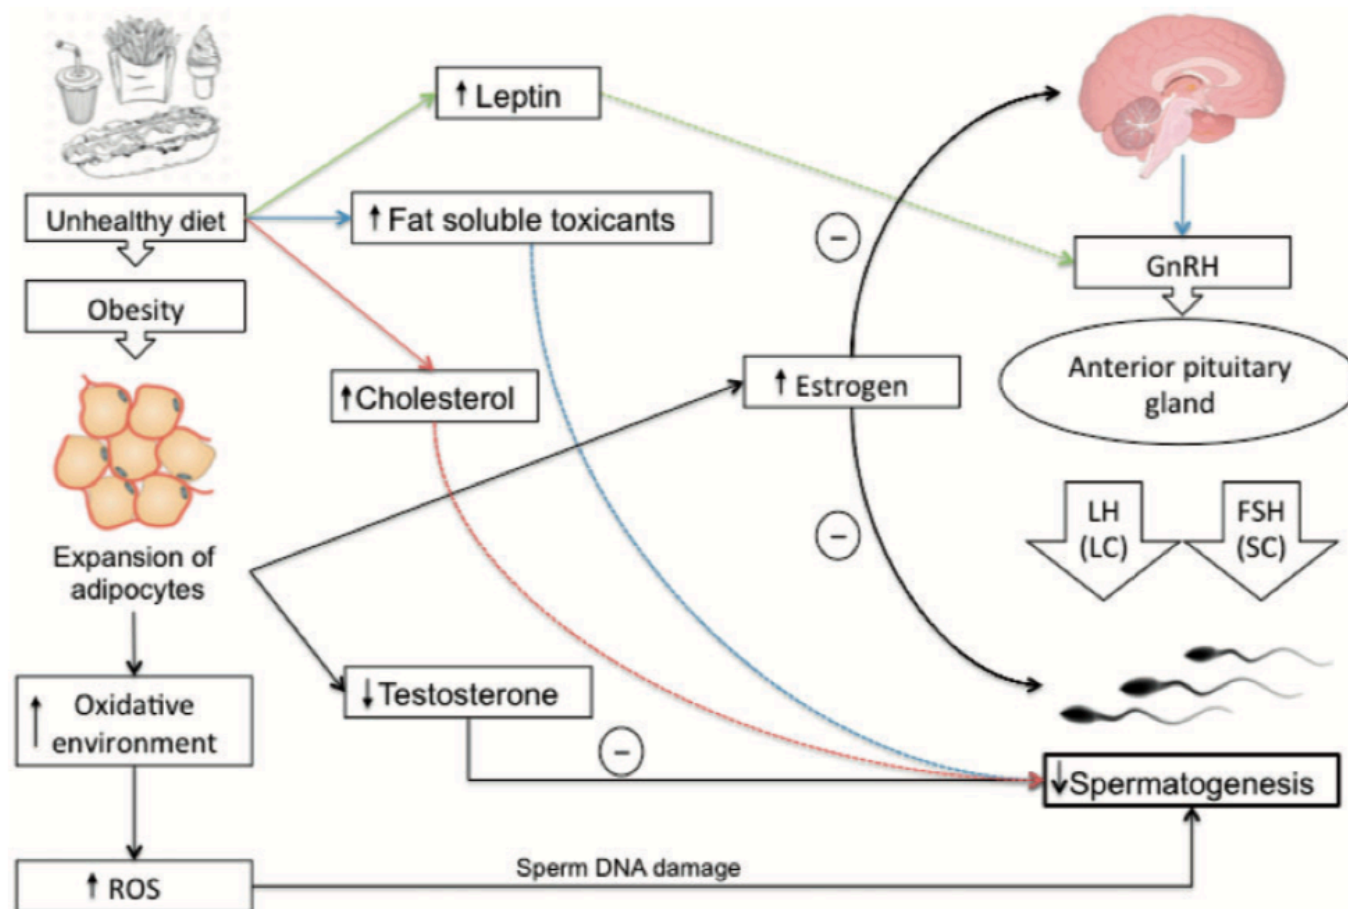 ↑ Leptin
Unhealthy diet
↑ Fat soluble toxicants
GnRH
Obesity
Anterior pituitary
gland
↑ Estrogen
↑ Cholesterol
LH
(LC)
FSH
(SC)
Expansion of
adipocytes
↓ Testosterone
↑ Oxidative
environment
↓ Spermatogenesis
Sperm DNA damage
↑ ROS
−
−
−